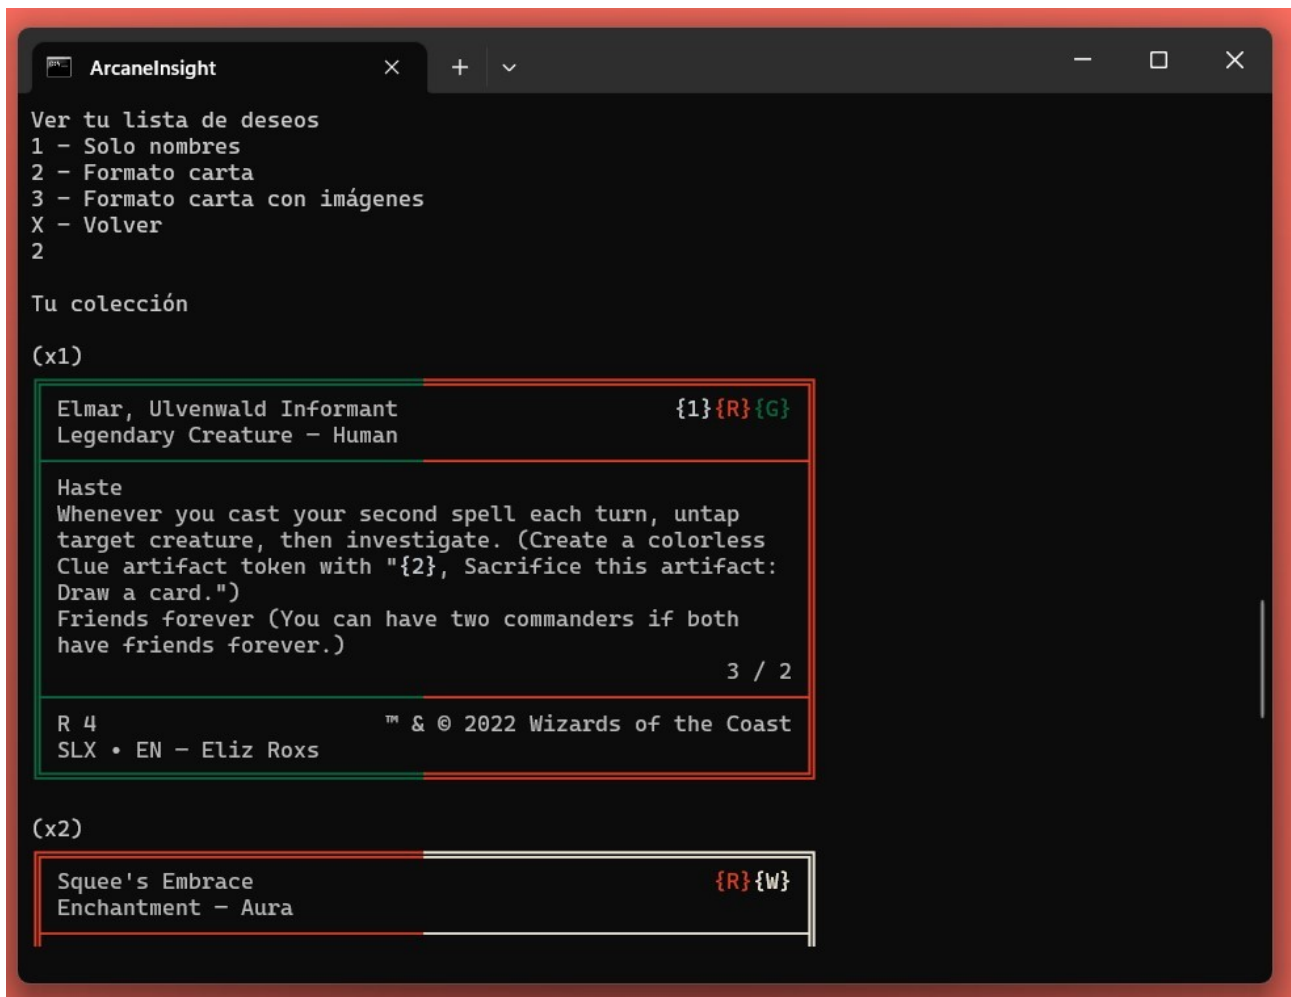 ArcaneInsight
Ver tu lista de deseos
1 – Solo nombres
2 – Formato carta
3 – Formato carta con imágenes
X – Volver
2
Tu colección
(x1)
Elmar, Ulvenwald Informant {1}{R}{G}
Legendary Creature — Human
Haste
Whenever you cast your second spell each turn, untap
target creature, then investigate. (Create a colorless
Clue artifact token with "{2}, Sacrifice this artifact:
Draw a card.")
Friends forever (You can have two commanders if both
have friends forever.)
3 / 2
R 4 ™ & © 2022 Wizards of the Coast
SLX • EN — Eliz Roxs
(x2)
Squee's Embrace {R}{W}
Enchantment — Aura